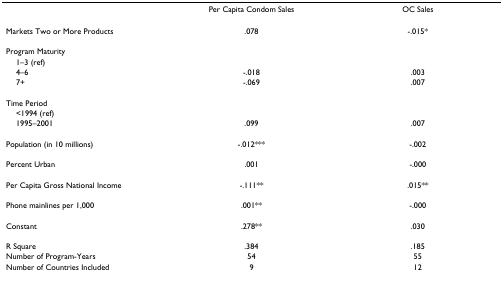 Per Capita Condom Sales OC Sales
Markets Two or More Products .078 -.015*
Program Maturity
1–3 (ref)
4–6 -.018 .003
7+ -.069 .007
Time Period
<1994 (ref)
1995–2001 .099 .007
Population (in 10 millions) -.012*** -.002
Percent Urban .001 -.000
Per Capita Gross National Income -.111** .015**
Phone mainlines per 1,000 .001** -.000
Constant .278** .030
R Square .384 .185
Number of Program-Years 54 55
Number of Countries Included 9 12